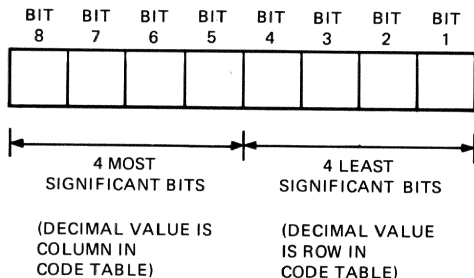 BIT BIT BIT BIT BIT BIT BIT BIT
8 7 6 5 4 3 2 1
4 MOST
SIGNIFICANT BITS
4 LEAST
SIGNIFICANT BITS
(DECIMAL VALUE IS
COLUMN IN
CODE TABLE)
(DECIMAL VALUE
IS ROW IN
CODE TABLE)